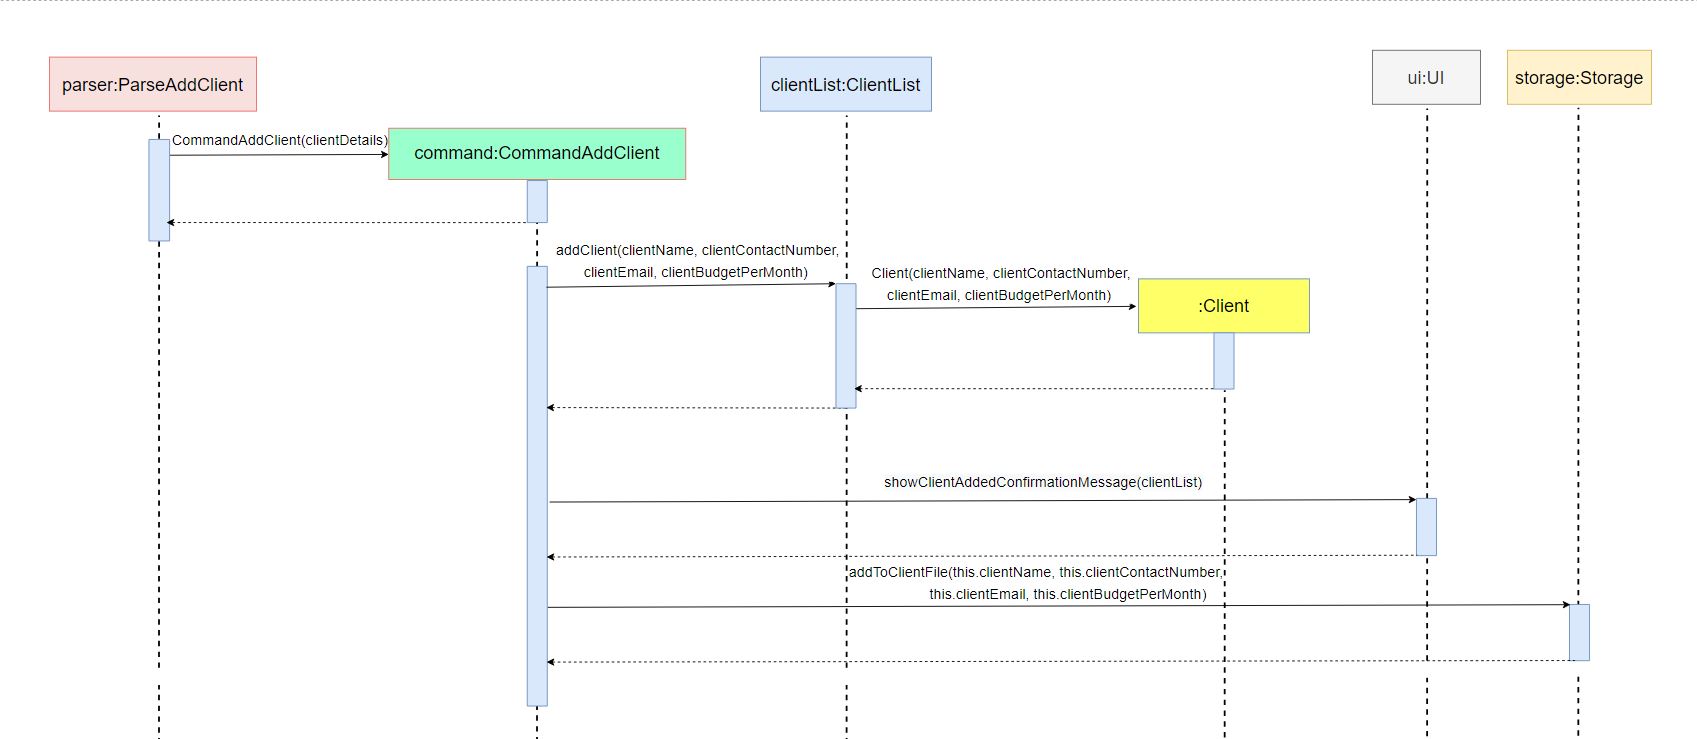 parser:ParseAddClient
clientList:ClientList
ui:UI
storage:Storage
CommandAddClient(clientDetails)
command:CommandAddClient
addClient(clientName, clientContactNumber,
clientEmail, clientBudgetPerMonth)
Client(clientName, clientContactNumber,
clientEmail, clientBudgetPerMonth)
:Client
showClientAddedConfirmationMessage(clientList)
addToClientFile(this.clientName, this.clientContactNumber,
this.clientEmail, this.clientBudgetPerMonth)